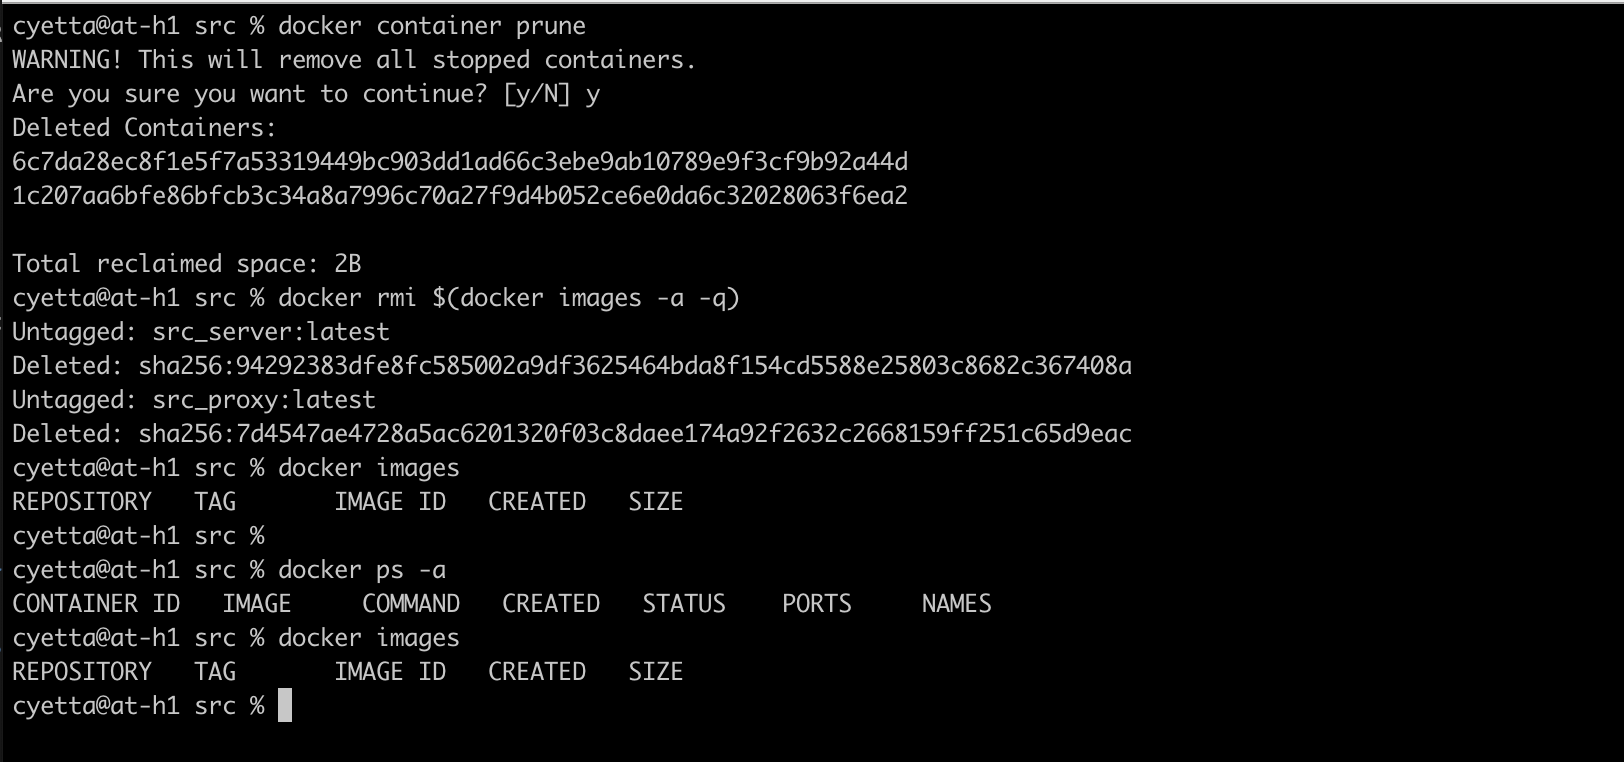 cyetta@at-h1 src % docker container prune
WARNING! This will remove all stopped containers.
Are you sure you want to continue? [y/N] y
Deleted Containers:
6c7da28ec8f1e5f7a53319449bc903dd1ad66c3ebe9ab10789e9f3cf9b92a44d
1c207aa6bfe86bfcb3c34a8a7996c70a27f9d4b052ce6e0da6c32028063f6ea2
Total reclaimed space: 2B
cyetta@at-h1 src % docker rmi $(docker images -a -q)
Untagged: src_server:latest
Deleted: sha256:94292383dfe8fc585002a9df3625464bda8f154cd5588e25803c8682c367408a
Untagged: src_proxy:latest
Deleted: sha256:7d4547ae4728a5ac6201320f03c8daee174a92f2632c2668159ff251c65d9eac
cyetta@at-h1 src % docker images
REPOSITORY   TAG       IMAGE ID   CREATED   SIZE
cyetta@at-h1 src %
cyetta@at-h1 src % docker ps -a
CONTAINER ID   IMAGE     COMMAND   CREATED   STATUS    PORTS     NAMES
cyetta@at-h1 src % docker images
REPOSITORY   TAG       IMAGE ID   CREATED   SIZE
cyetta@at-h1 src %